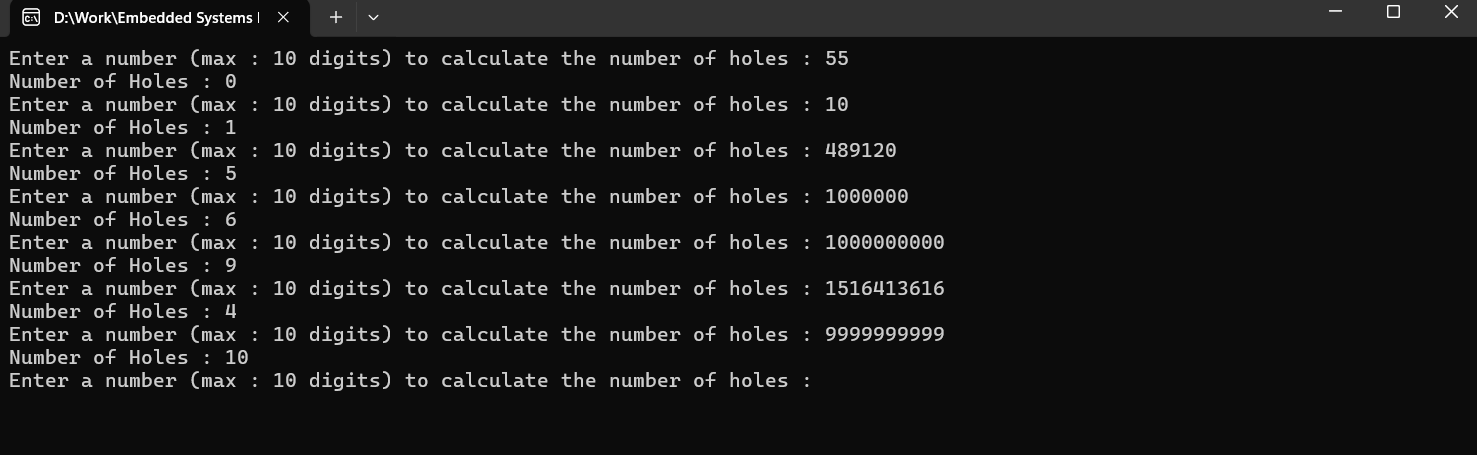 D:\Work\Embedded Systems
Enter a number (max : 10 digits) to calculate the number of holes : 55
Number of Holes : 0
Enter a number (max : 10 digits) to calculate the number of holes : 10
Number of Holes : 1
Enter a number (max : 10 digits) to calculate the number of holes : 489120
Number of Holes : 5
Enter a number (max : 10 digits) to calculate the number of holes : 1000000
Number of Holes : 6
Enter a number (max : 10 digits) to calculate the number of holes : 1000000000
Number of Holes : 9
Enter a number (max : 10 digits) to calculate the number of holes : 1516413616
Number of Holes : 4
Enter a number (max : 10 digits) to calculate the number of holes : 9999999999
Number of Holes : 10
Enter a number (max : 10 digits) to calculate the number of holes :